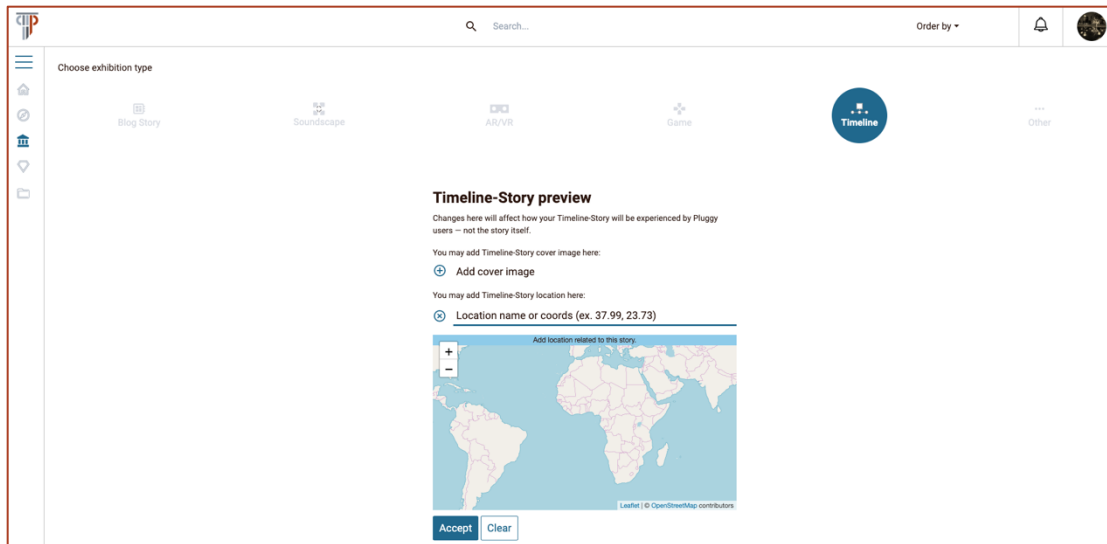 Search...
Order by
Choose exhibition type
Blog Story
Soundscape
AR/VR
Game
Timeline
Other
Timeline-Story preview
Changes here will affect how your Timeline-Story will be experienced by Pluggy
users — not the story itself.
You may add Timeline-Story cover image here:
Add cover image
You may add Timeline-Story location here:
Location name or coords (ex. 37.99, 23.73)
Add location related to this story.
+
−
Leaflet | © OpenStreetMap contributors
Accept
Clear